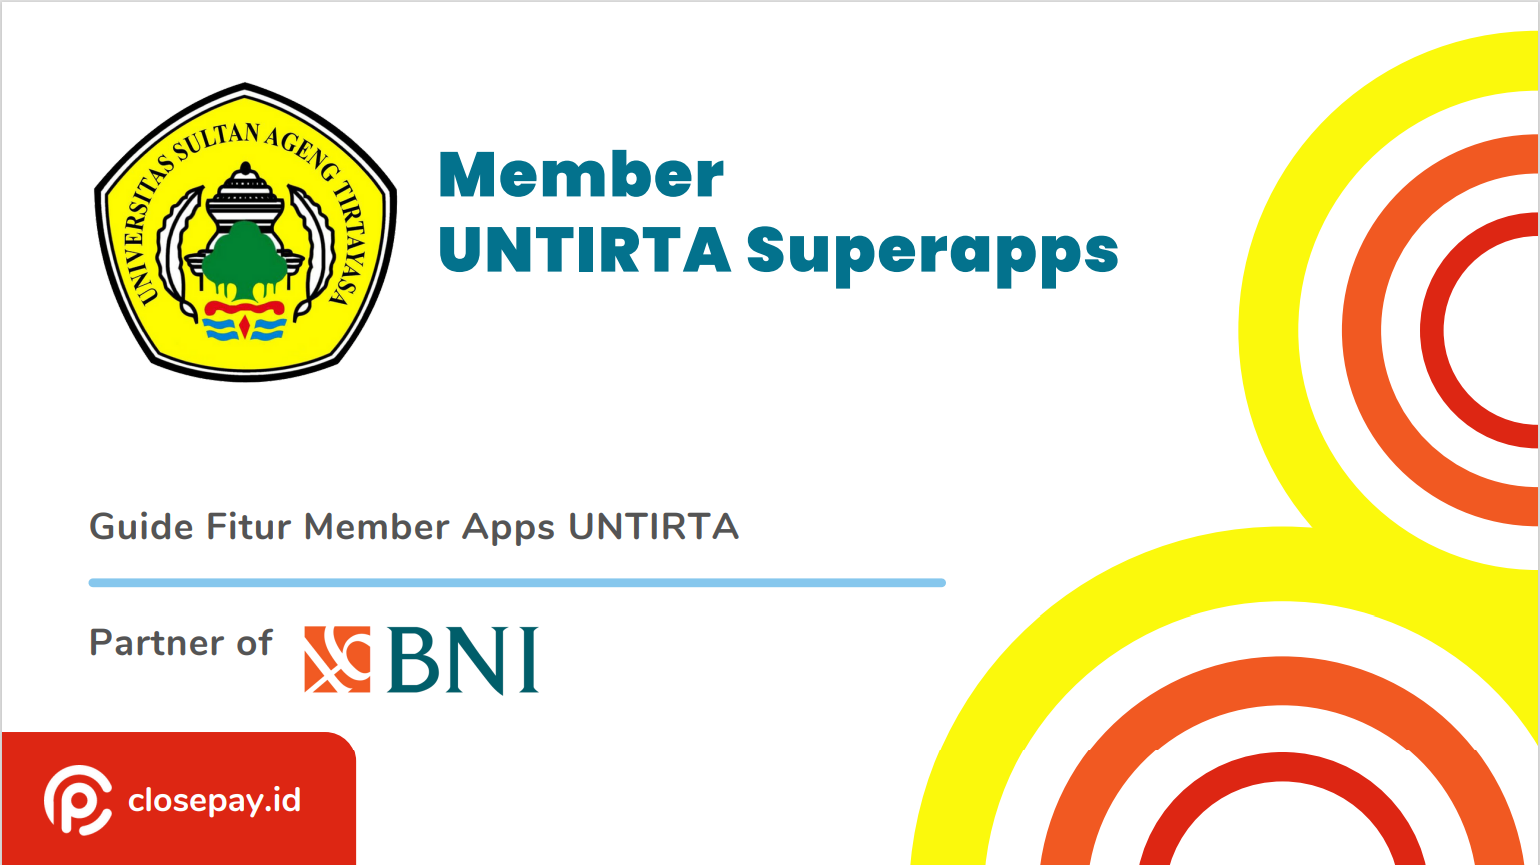 UNIVERSITAS SULTAN AGENG TIRTAYASA
Member
UNTIRTA Superapps
Guide Fitur Member Apps UNTIRTA
Partner of BNI
closepay.id